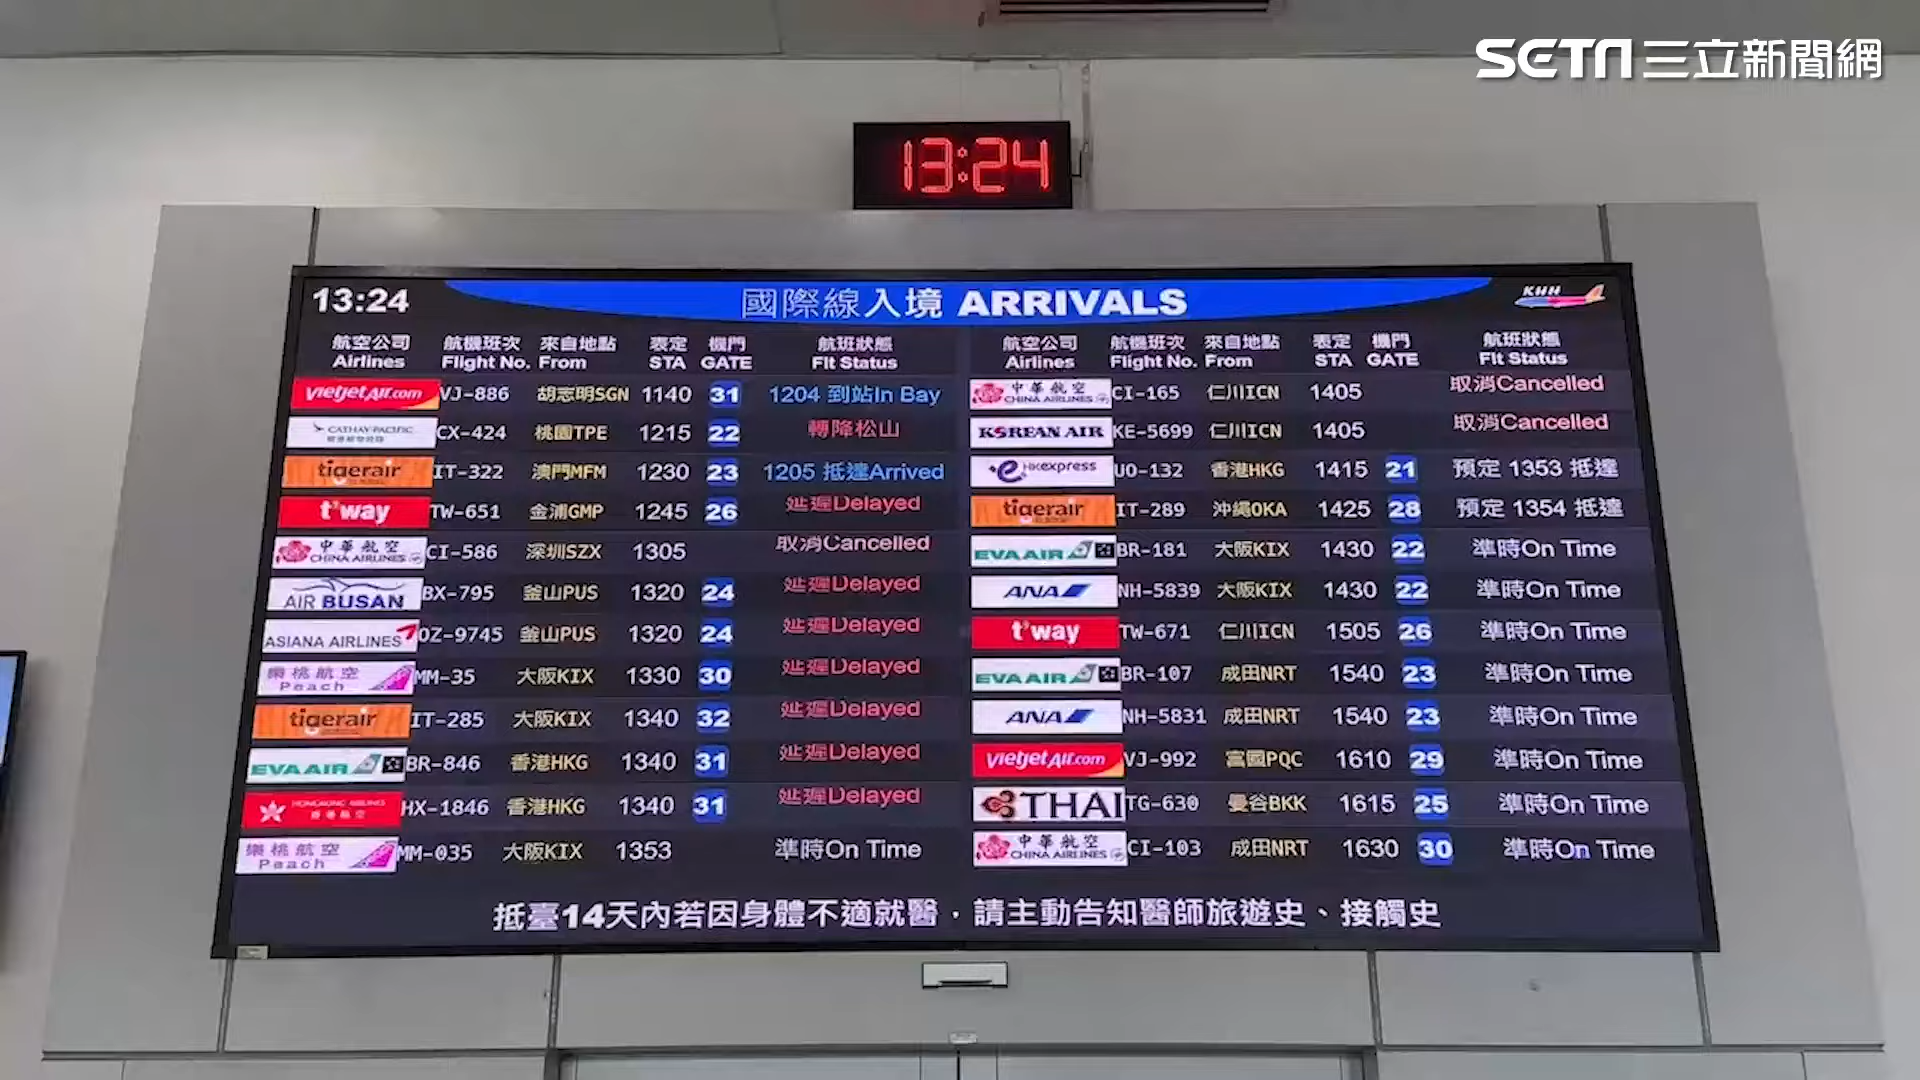 SETN 三立新聞網
13:24
13:24 國際線入境 ARRIVALS KHH
航空公司 航機班次 來自地點 表定 機門 航班狀態
Airlines Flight No. From STA GATE Flt Status
vietjetAir.com VJ-886 胡志明SGN 1140 31 1204 到站In Bay
CATHAY PACIFIC CX-424 桃園TPE 1215 22 轉降松山
tigerair IT-322 澳門MFM 1230 23 1205 抵達Arrived
t'way TW-651 金浦GMP 1245 26 延遲Delayed
中華航空 CHINA AIRLINES CI-586 深圳SZX 1305 取消Cancelled
AIR BUSAN BX-795 釜山PUS 1320 24 延遲Delayed
ASIANA AIRLINES OZ-9745 釜山PUS 1320 24 延遲Delayed
樂桃航空 Peach MM-35 大阪KIX 1330 30 延遲Delayed
tigerair IT-285 大阪KIX 1340 32 延遲Delayed
EVA AIR BR-846 香港HKG 1340 31 延遲Delayed
HONGKONG AIRLINES 香港航空 HX-1846 香港HKG 1340 31 延遲Delayed
樂桃航空 Peach MM-035 大阪KIX 1353 準時On Time
航空公司 航機班次 來自地點 表定 機門 航班狀態
Airlines Flight No. From STA GATE Flt Status
中華航空 CHINA AIRLINES CI-165 仁川ICN 1405 取消Cancelled
KOREAN AIR KE-5699 仁川ICN 1405 取消Cancelled
HKexpress UO-132 香港HKG 1415 21 預定 1353 抵達
tigerair IT-289 沖繩OKA 1425 28 預定 1354 抵達
EVA AIR BR-181 大阪KIX 1430 22 準時On Time
ANA NH-5839 大阪KIX 1430 22 準時On Time
t'way TW-671 仁川ICN 1505 26 準時On Time
EVA AIR BR-107 成田NRT 1540 23 準時On Time
ANA NH-5831 成田NRT 1540 23 準時On Time
vietjetAir.com VJ-992 富國PQC 1610 29 準時On Time
THAI TG-630 曼谷BKK 1615 25 準時On Time
中華航空 CHINA AIRLINES CI-103 成田NRT 1630 30 準時On Time
抵臺14天內若因身體不適就醫，請主動告知醫師旅遊史、接觸史